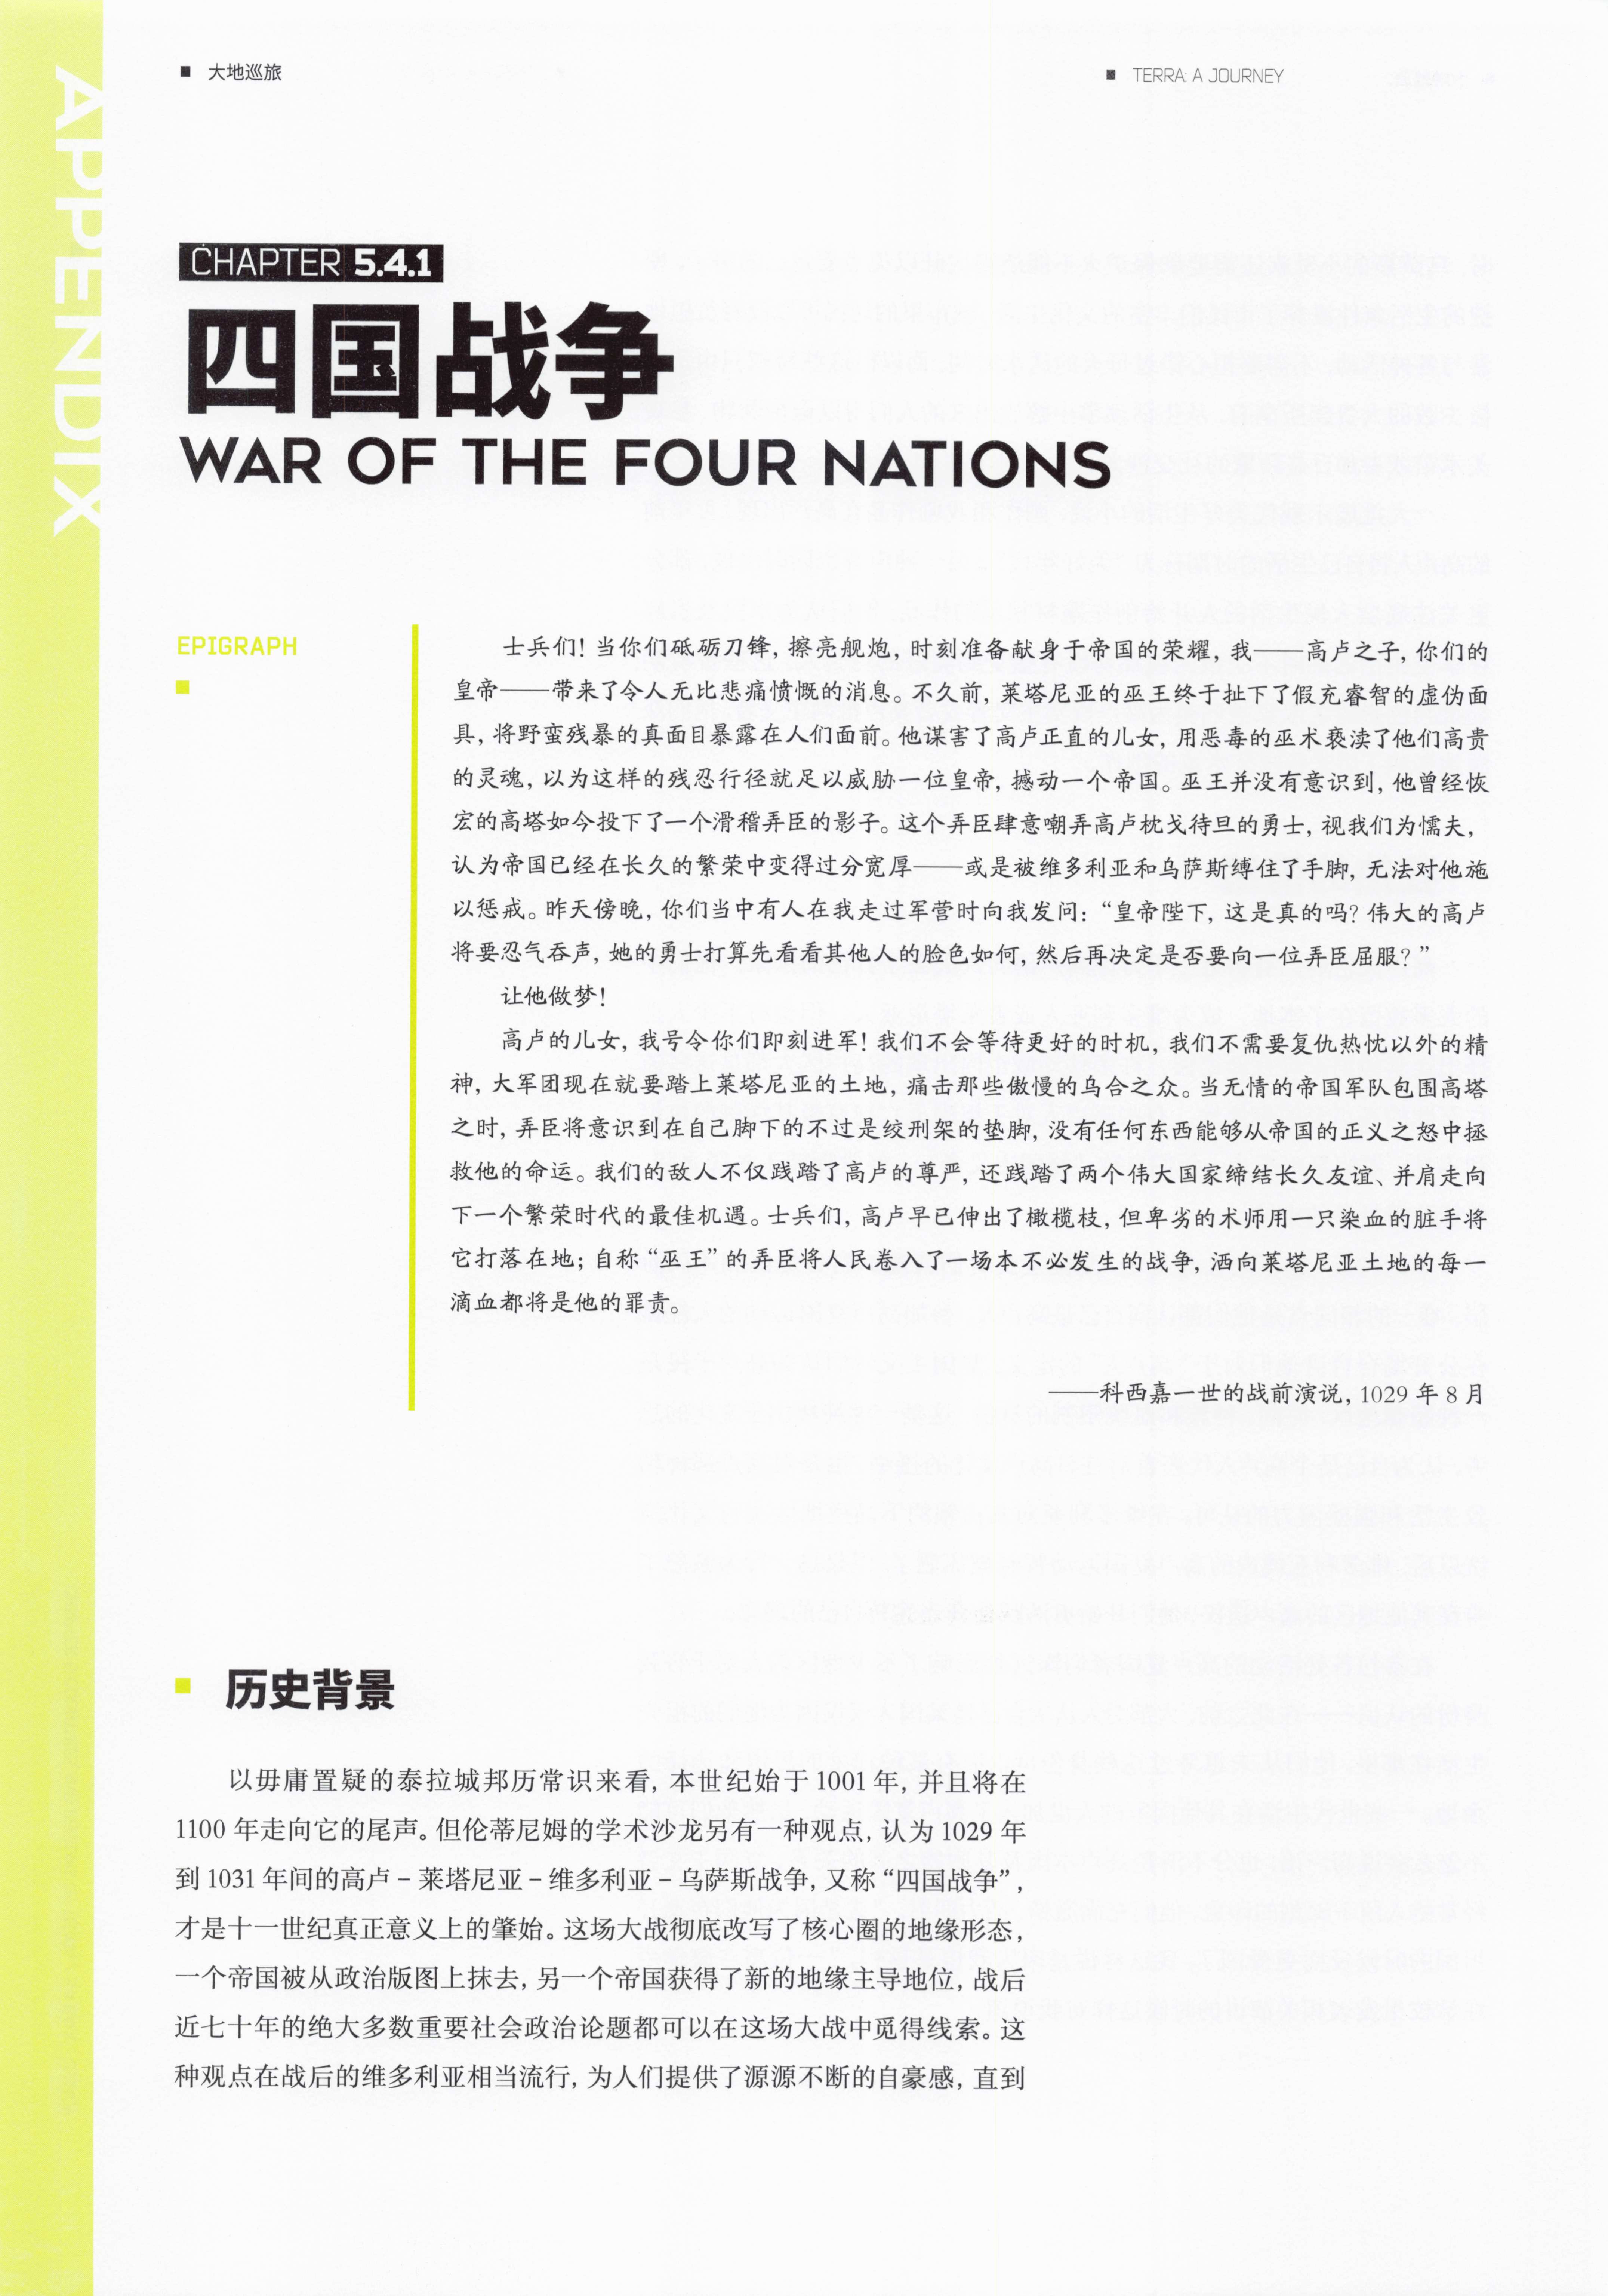 大地巡旅
TERRA: A JOURNEY
APPENDIX
CHAPTER 5.4.1
四国战争
WAR OF THE FOUR NATIONS
EPIGRAPH
士兵们！当你们砥砺刀锋，擦亮舰炮，时刻准备献身于帝国的荣耀，我——高卢之子，你们的
皇帝——带来了令人无比悲痛愤慨的消息。不久前，莱塔尼亚的巫王终于扯下了假充睿智的虚伪面
具，将野蛮残暴的真面目暴露在人们面前。他谋害了高卢正直的儿女，用恶毒的巫术亵渎了他们高贵
的灵魂，以为这样的残忍行径就足以威胁一位皇帝，撼动一个帝国。巫王并没有意识到，他曾经恢
宏的高塔如今投下了一个滑稽弄臣的影子。这个弄臣肆意嘲弄高卢枕戈待旦的勇士，视我们为懦夫，
认为帝国已经在长久的繁荣中变得过分宽厚——或是被维多利亚和乌萨斯缚住了手脚，无法对他施
以惩戒。昨天傍晚，你们当中有人在我走过军营时向我发问：“皇帝陛下，这是真的吗？伟大的高卢
将要忍气吞声，她的勇士打算先看看其他人的脸色如何，然后再决定是否要向一位弄臣屈服？”
让他做梦！
高卢的儿女，我号令你们即刻进军！我们不会等待更好的时机，我们不需要复仇热忱以外的精
神，大军团现在就要踏上莱塔尼亚的土地，痛击那些傲慢的乌合之众。当无情的帝国军队包围高塔
之时，弄臣将意识到在自己脚下的不过是绞刑架的垫脚，没有任何东西能够从帝国的正义之怒中拯
救他的命运。我们的敌人不仅践踏了高卢的尊严，还践踏了两个伟大国家缔结长久友谊、并肩走向
下一个繁荣时代的最佳机遇。士兵们，高卢早已伸出了橄榄枝，但卑劣的术师用一只染血的脏手将
它打落在地；自称“巫王”的弄臣将人民卷入了一场本不必发生的战争，洒向莱塔尼亚土地的每一
滴血都将是他的罪责。
——科西嘉一世的战前演说，1029 年 8 月
历史背景
以毋庸置疑的泰拉城邦历常识来看，本世纪始于 1001 年，并且将在
1100 年走向它的尾声。但伦蒂尼姆的学术沙龙另有一种观点，认为 1029 年
到 1031 年间的高卢－莱塔尼亚－维多利亚－乌萨斯战争，又称“四国战争”，
才是十一世纪真正意义上的肇始。这场大战彻底改写了核心圈的地缘形态，
一个帝国被从政治版图上抹去，另一个帝国获得了新的地缘主导地位，战后
近七十年的绝大多数重要社会政治论题都可以在这场大战中觅得线索。这
种观点在战后的维多利亚相当流行，为人们提供了源源不断的自豪感，直到